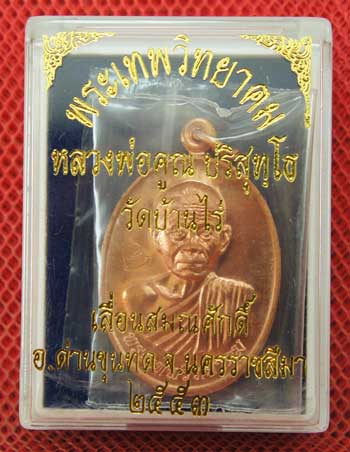 พระเทพวิทยาคม
หลวงพ่อคูณ ปริสุทฺโธ
วัดบ้านไร่
เลื่อนสมณศักดิ์
อ.ด่านขุนทด จ.นครราชสีมา
๒๕๕๓